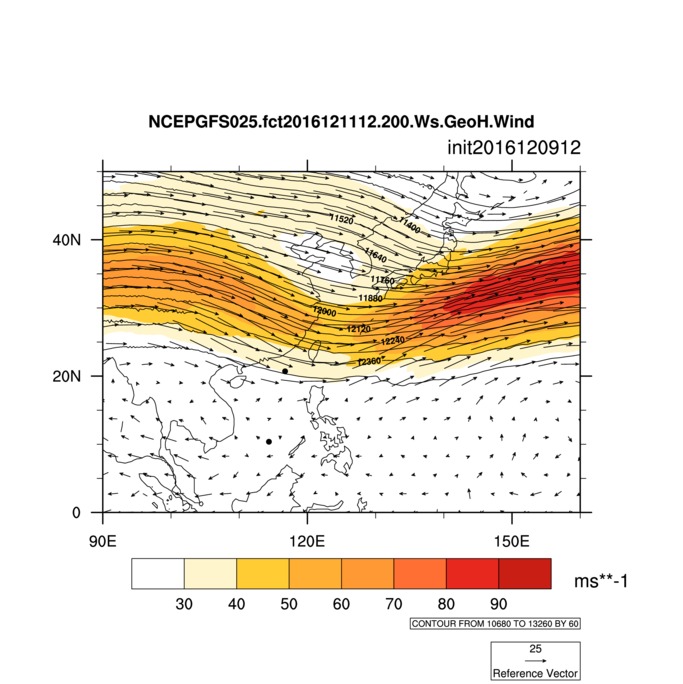 NCEPGFS025.fct2016121112.200.Ws.GeoH.Wind
init2016120912
11520
11400
40N
11640
11760
11880
12000
12120
12240
12360
20N
0
90E 120E 150E
ms**-1
30 40 50 60 70 80 90
CONTOUR FROM 10680 TO 13260 BY 60
25
Reference Vector